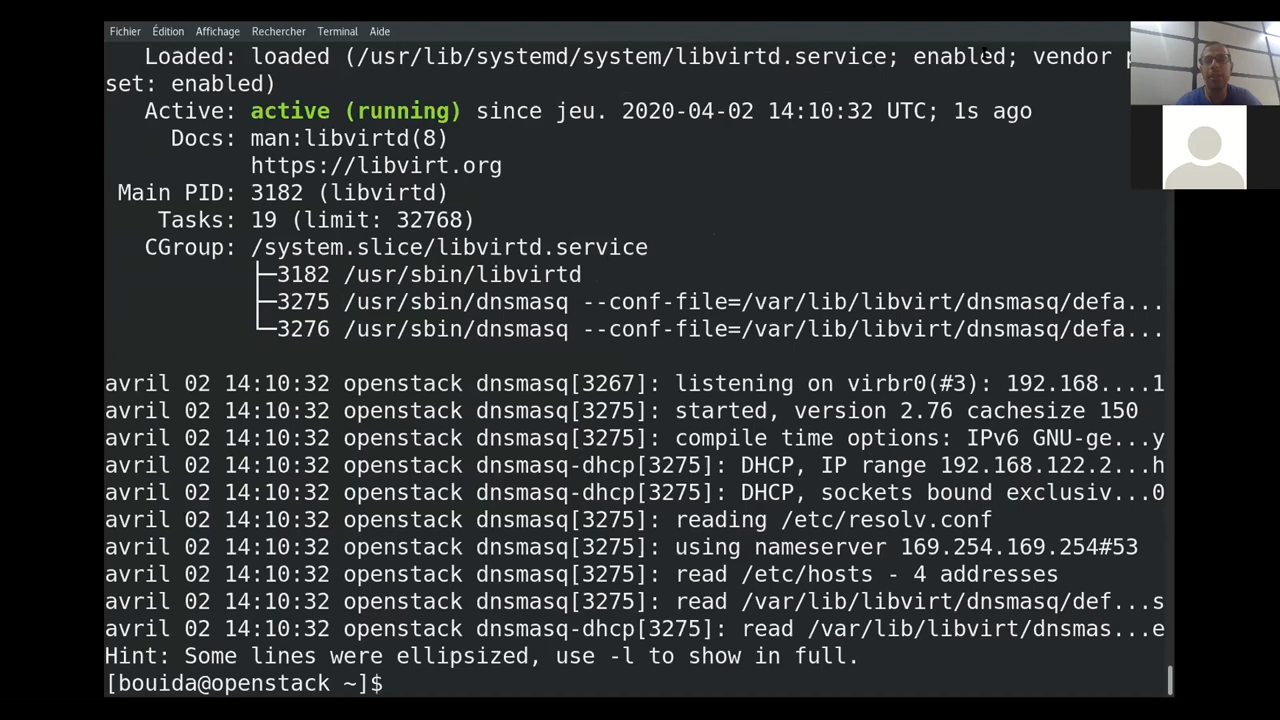 Fichier Édition Affichage Rechercher Terminal Aide
Loaded: loaded (/usr/lib/systemd/system/libvirtd.service; enabled; vendor p
set: enabled)
Active: active (running) since jeu. 2020-04-02 14:10:32 UTC; 1s ago
Docs: man:libvirtd(8)
https://libvirt.org
Main PID: 3182 (libvirtd)
Tasks: 19 (limit: 32768)
CGroup: /system.slice/libvirtd.service
├─3182 /usr/sbin/libvirtd
├─3275 /usr/sbin/dnsmasq --conf-file=/var/lib/libvirt/dnsmasq/defa...
└─3276 /usr/sbin/dnsmasq --conf-file=/var/lib/libvirt/dnsmasq/defa...
avril 02 14:10:32 openstack dnsmasq[3267]: listening on virbr0(#3): 192.168....1
avril 02 14:10:32 openstack dnsmasq[3275]: started, version 2.76 cachesize 150
avril 02 14:10:32 openstack dnsmasq[3275]: compile time options: IPv6 GNU-ge...y
avril 02 14:10:32 openstack dnsmasq-dhcp[3275]: DHCP, IP range 192.168.122.2...h
avril 02 14:10:32 openstack dnsmasq-dhcp[3275]: DHCP, sockets bound exclusiv...0
avril 02 14:10:32 openstack dnsmasq[3275]: reading /etc/resolv.conf
avril 02 14:10:32 openstack dnsmasq[3275]: using nameserver 169.254.169.254#53
avril 02 14:10:32 openstack dnsmasq[3275]: read /etc/hosts - 4 addresses
avril 02 14:10:32 openstack dnsmasq[3275]: read /var/lib/libvirt/dnsmasq/def...s
avril 02 14:10:32 openstack dnsmasq-dhcp[3275]: read /var/lib/libvirt/dnsmas...e
Hint: Some lines were ellipsized, use -l to show in full.
[bouida@openstack ~]$